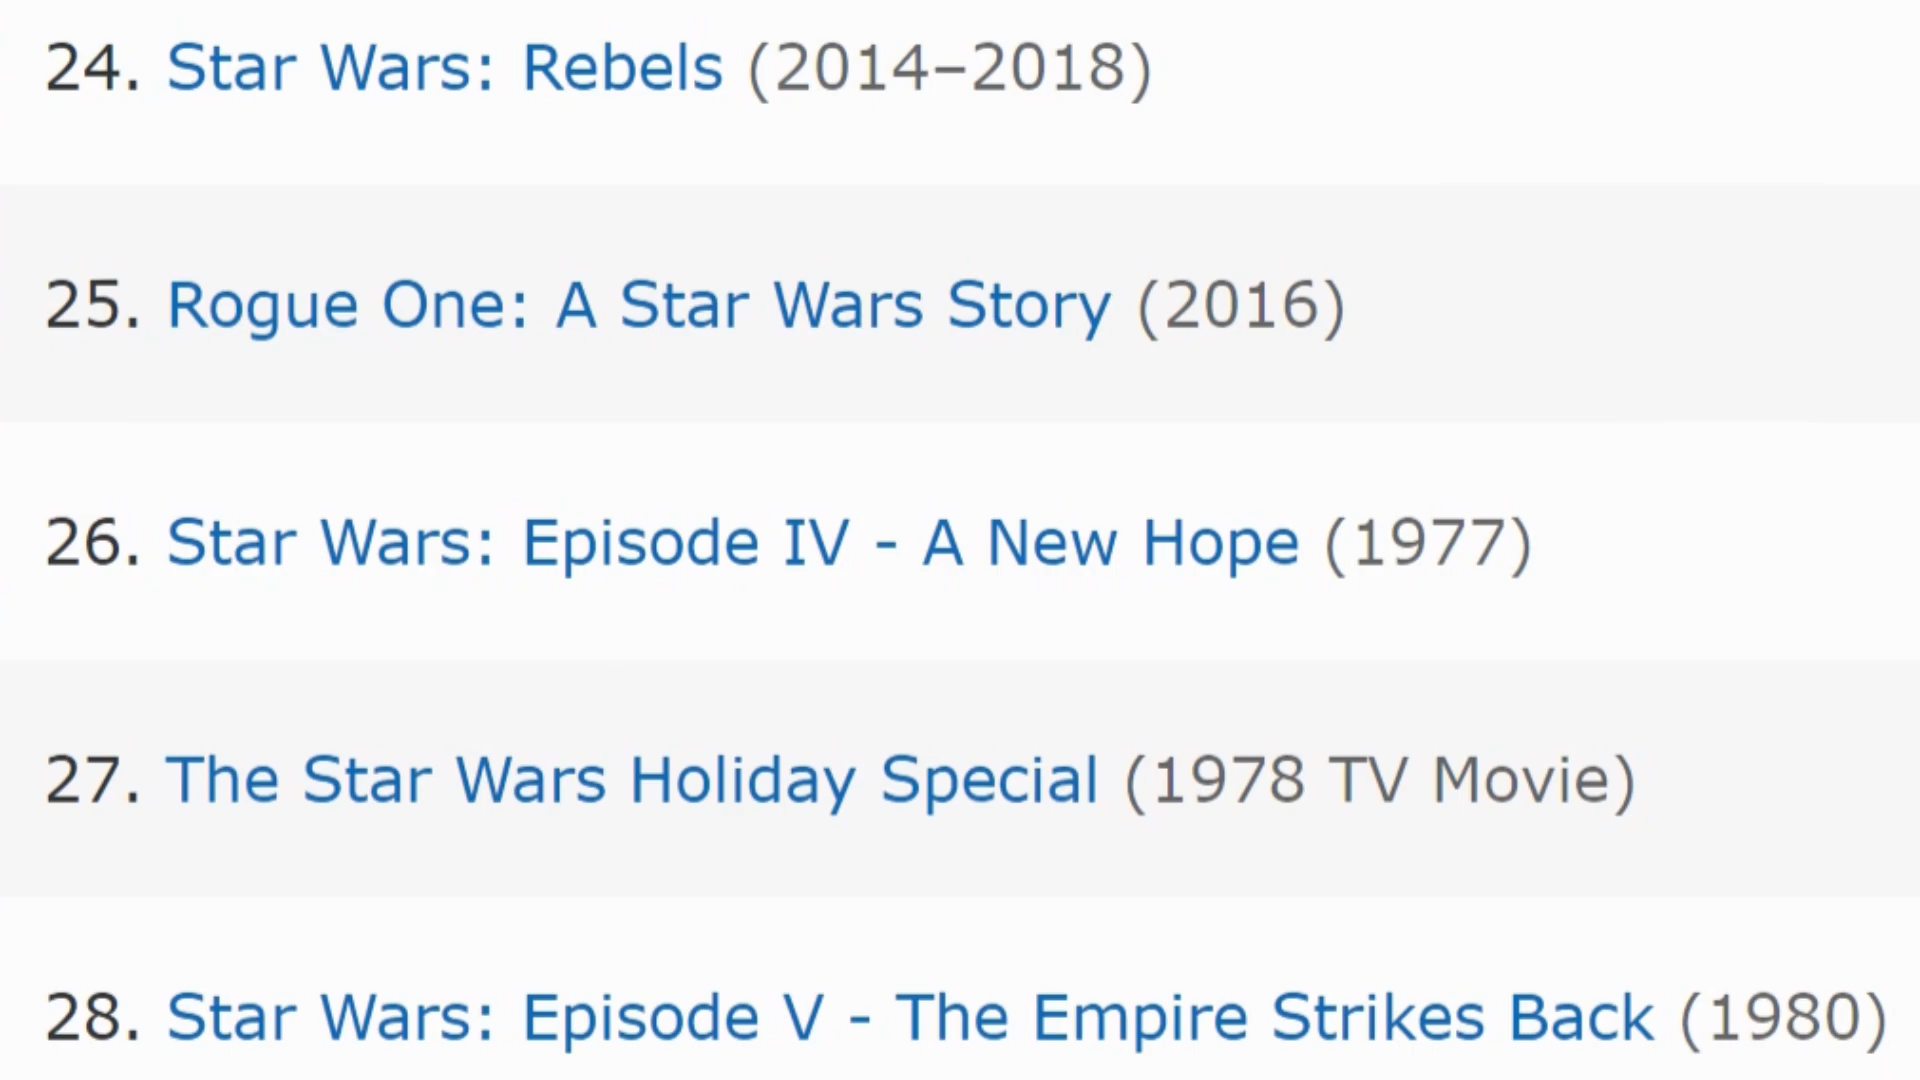 24. Star Wars: Rebels (2014–2018)
25. Rogue One: A Star Wars Story (2016)
26. Star Wars: Episode IV - A New Hope (1977)
27. The Star Wars Holiday Special (1978 TV Movie)
28. Star Wars: Episode V - The Empire Strikes Back (1980)